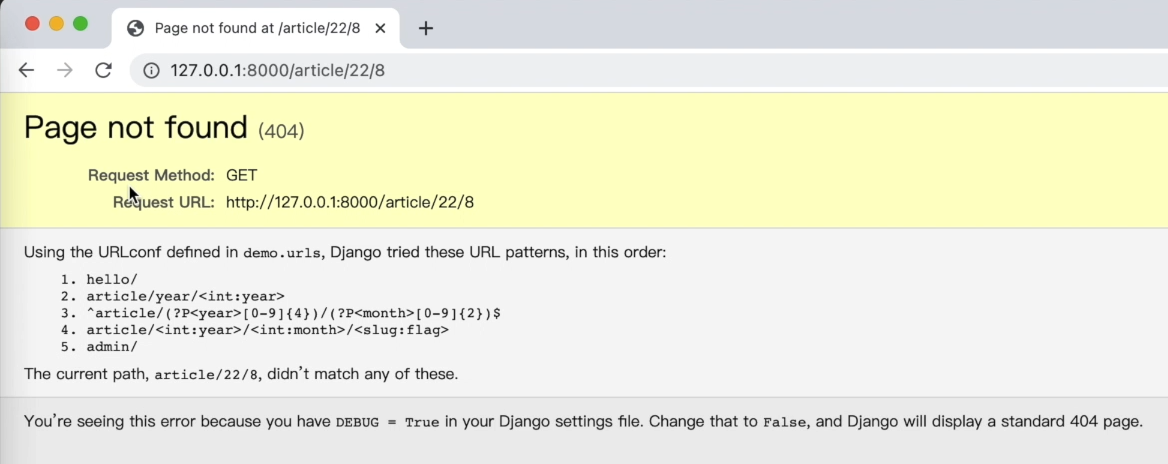 Page not found at /article/22/8
127.0.0.1:8000/article/22/8
Page not found (404)
Request Method: GET
Request URL: http://127.0.0.1:8000/article/22/8
Using the URLconf defined in demo.urls, Django tried these URL patterns, in this order:
1. hello/
2. article/year/<int:year>
3. ^article/(?P<year>[0-9]{4})/(?P<month>[0-9]{2})$
4. article/<int:year>/<int:month>/<slug:flag>
5. admin/
The current path, article/22/8, didn’t match any of these.
You’re seeing this error because you have DEBUG = True in your Django settings file. Change that to False, and Django will display a standard 404 page.